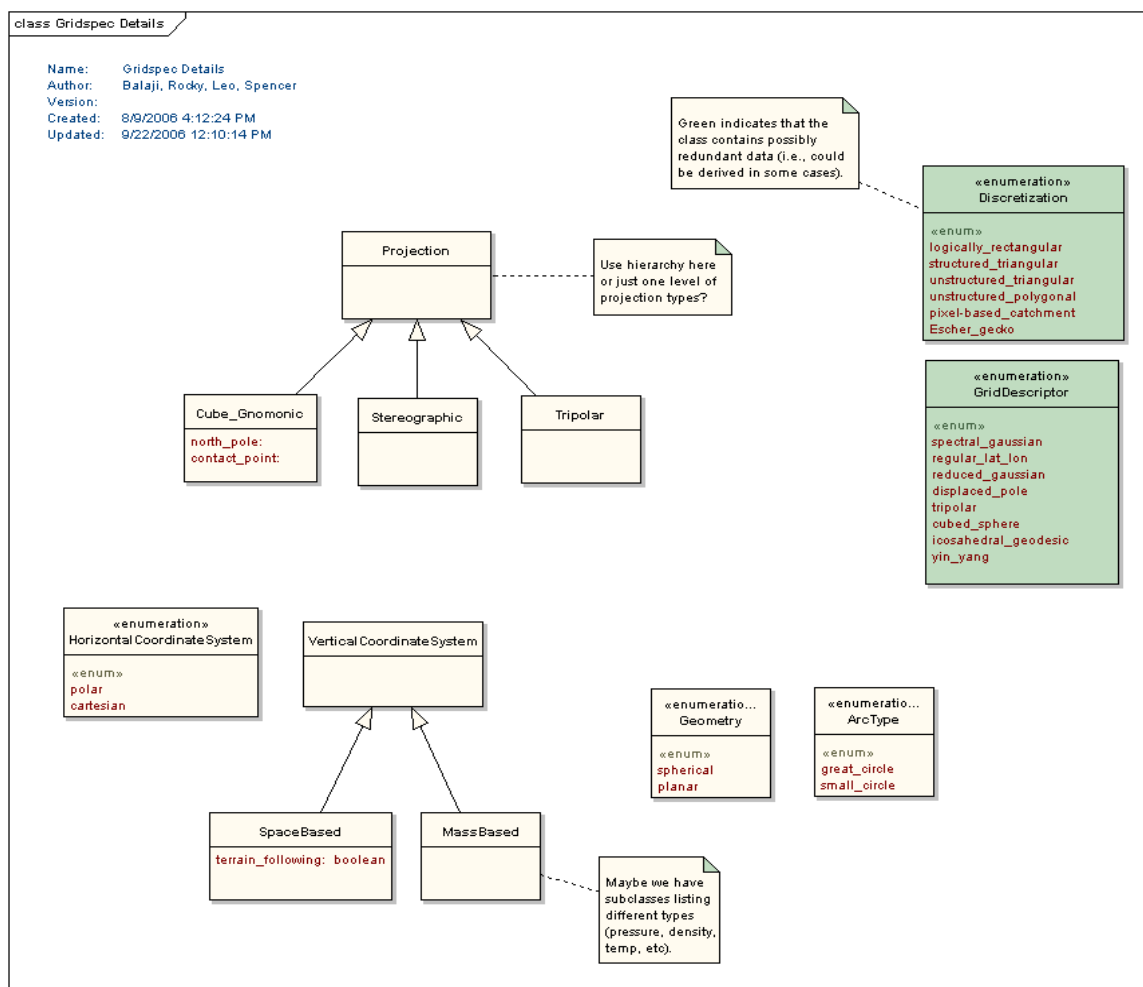 class Gridspec Details
Name: Gridspec Details
Author: Balaji, Rocky, Leo, Spencer
Version:
Created: 8/9/2006 4:12:24 PM
Updated: 9/22/2006 12:10:14 PM
Green indicates that the
class contains possibly
redundant data (i.e., could
be derived in some cases).
«enumeration»
Discretization
«enum»
logically_rectangular
structured_triangular
unstructured_triangular
unstructured_polygonal
pixel-based_catchment
Escher_gecko
Projection
Use hierarchy here
or just one level of
projection types?
«enumeration»
GridDescriptor
«enum»
spectral_gaussian
regular_lat_lon
reduced_gaussian
displaced_pole
tripolar
cubed_sphere
icosahedral_geodesic
yin_yang
Cube_Gnomonic
north_pole:
contact_point:
Stereographic
Tripolar
«enumeration»
HorizontalCoordinateSystem
«enum»
polar
cartesian
VerticalCoordinateSystem
«enumeratio...
Geometry
«enum»
spherical
planar
«enumeratio...
ArcType
«enum»
great_circle
small_circle
SpaceBased
terrain_following: boolean
MassBased
Maybe we have
subclasses listing
different types
(pressure, density,
temp, etc).